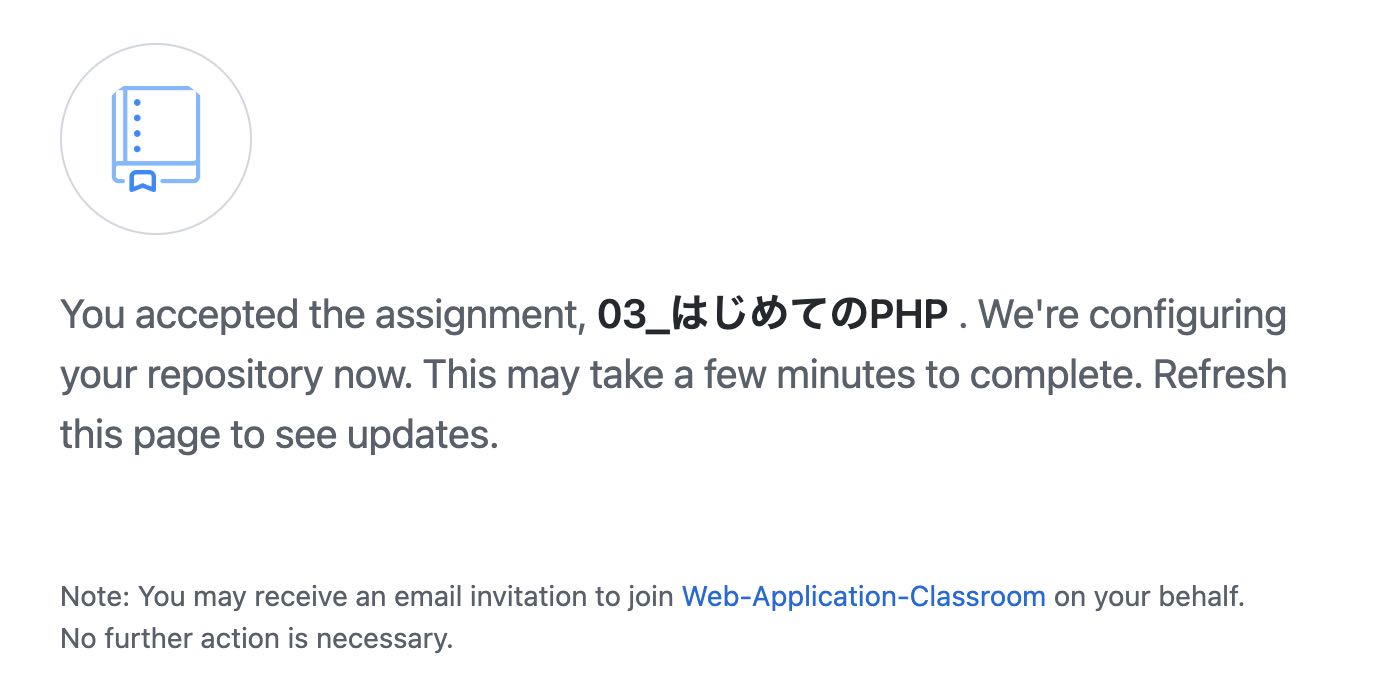 You accepted the assignment, 03_はじめてのPHP . We're configuring
your repository now. This may take a few minutes to complete. Refresh
this page to see updates.
Note: You may receive an email invitation to join Web-Application-Classroom on your behalf.
No further action is necessary.